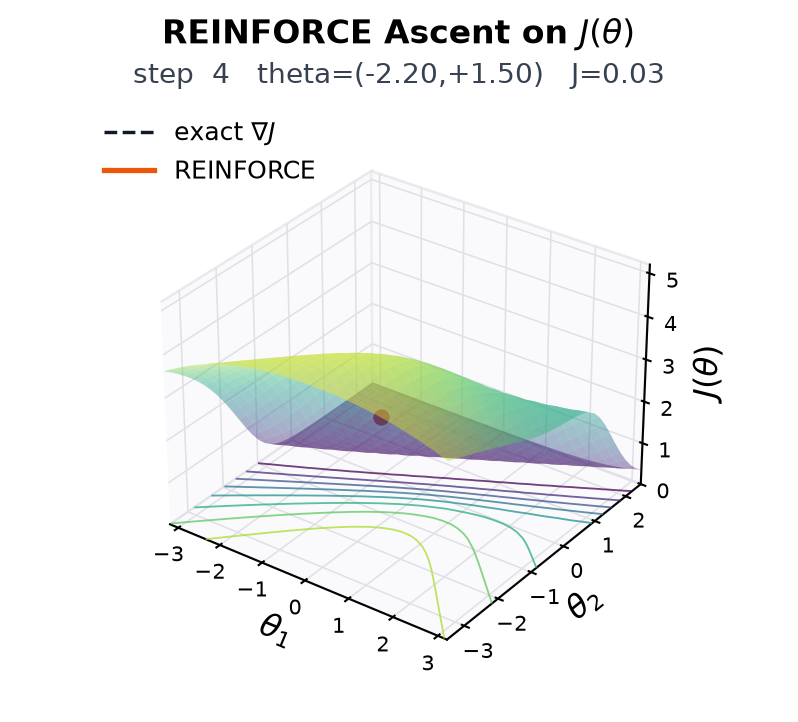 REINFORCE Ascent on J(θ)
step  4   theta=(-2.20,+1.50)   J=0.03
exact ∇J
REINFORCE
5
4
3
2
1
0
J(θ)
−3
−2
−1
0
1
2
3
θ₁
−3
−2
−1
0
1
2
θ₂